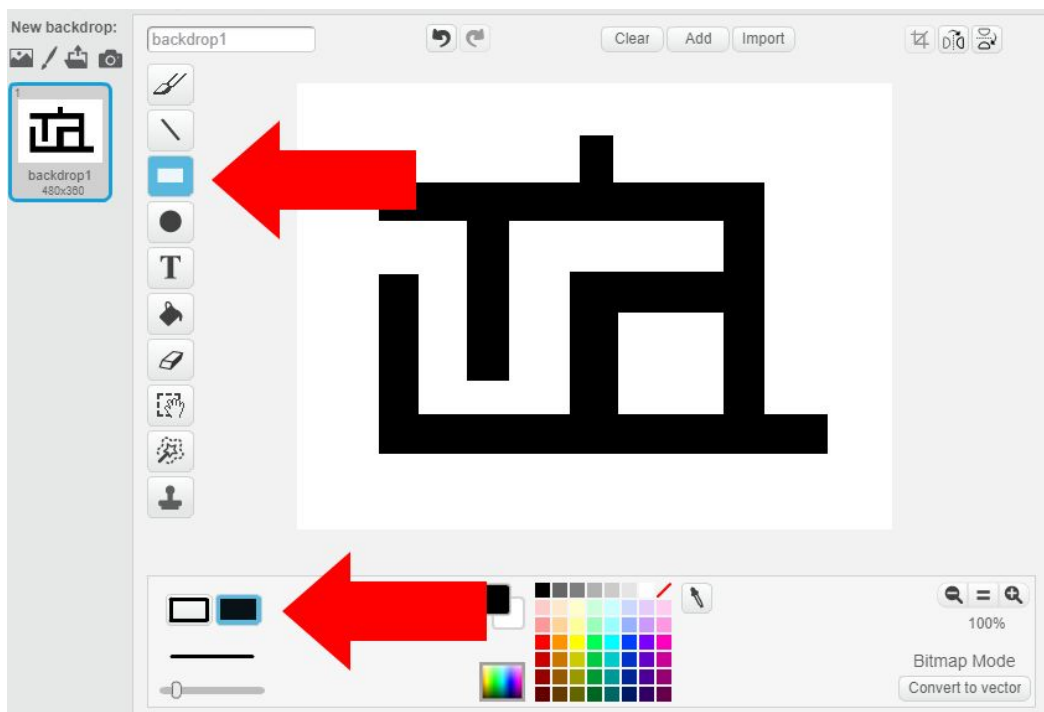 New backdrop:
backdrop1
Clear
Add
Import
1
backdrop1
480x360
T
100%
Bitmap Mode
Convert to vector